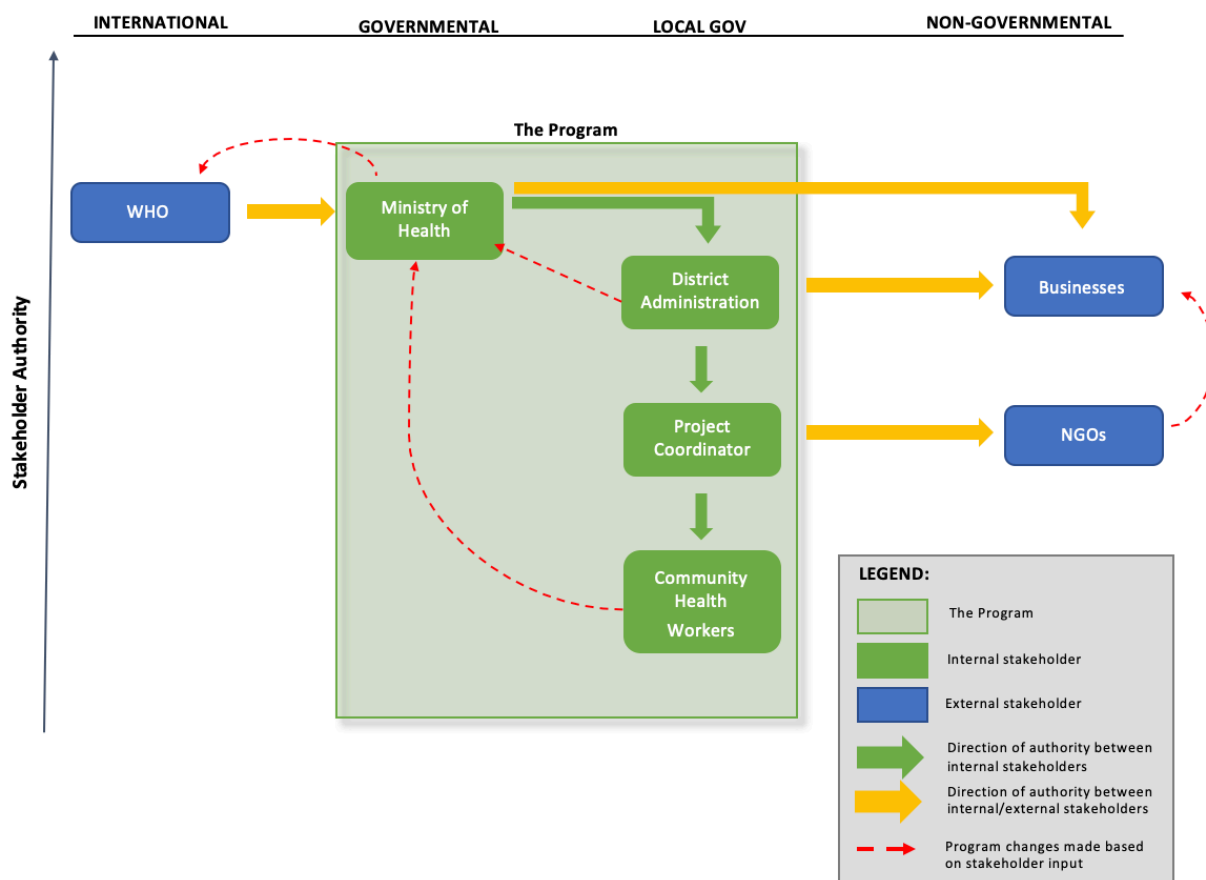 INTERNATIONAL
GOVERNMENTAL
LOCAL GOV
NON-GOVERNMENTAL
Stakeholder Authority
The Program
WHO
Ministry of
Health
District
Administration
Businesses
Project
Coordinator
NGOs
Community
Health
Workers
LEGEND:
The Program
Internal stakeholder
External stakeholder
Direction of authority between
internal stakeholders
Direction of authority between
internal/external stakeholders
Program changes made based
on stakeholder input